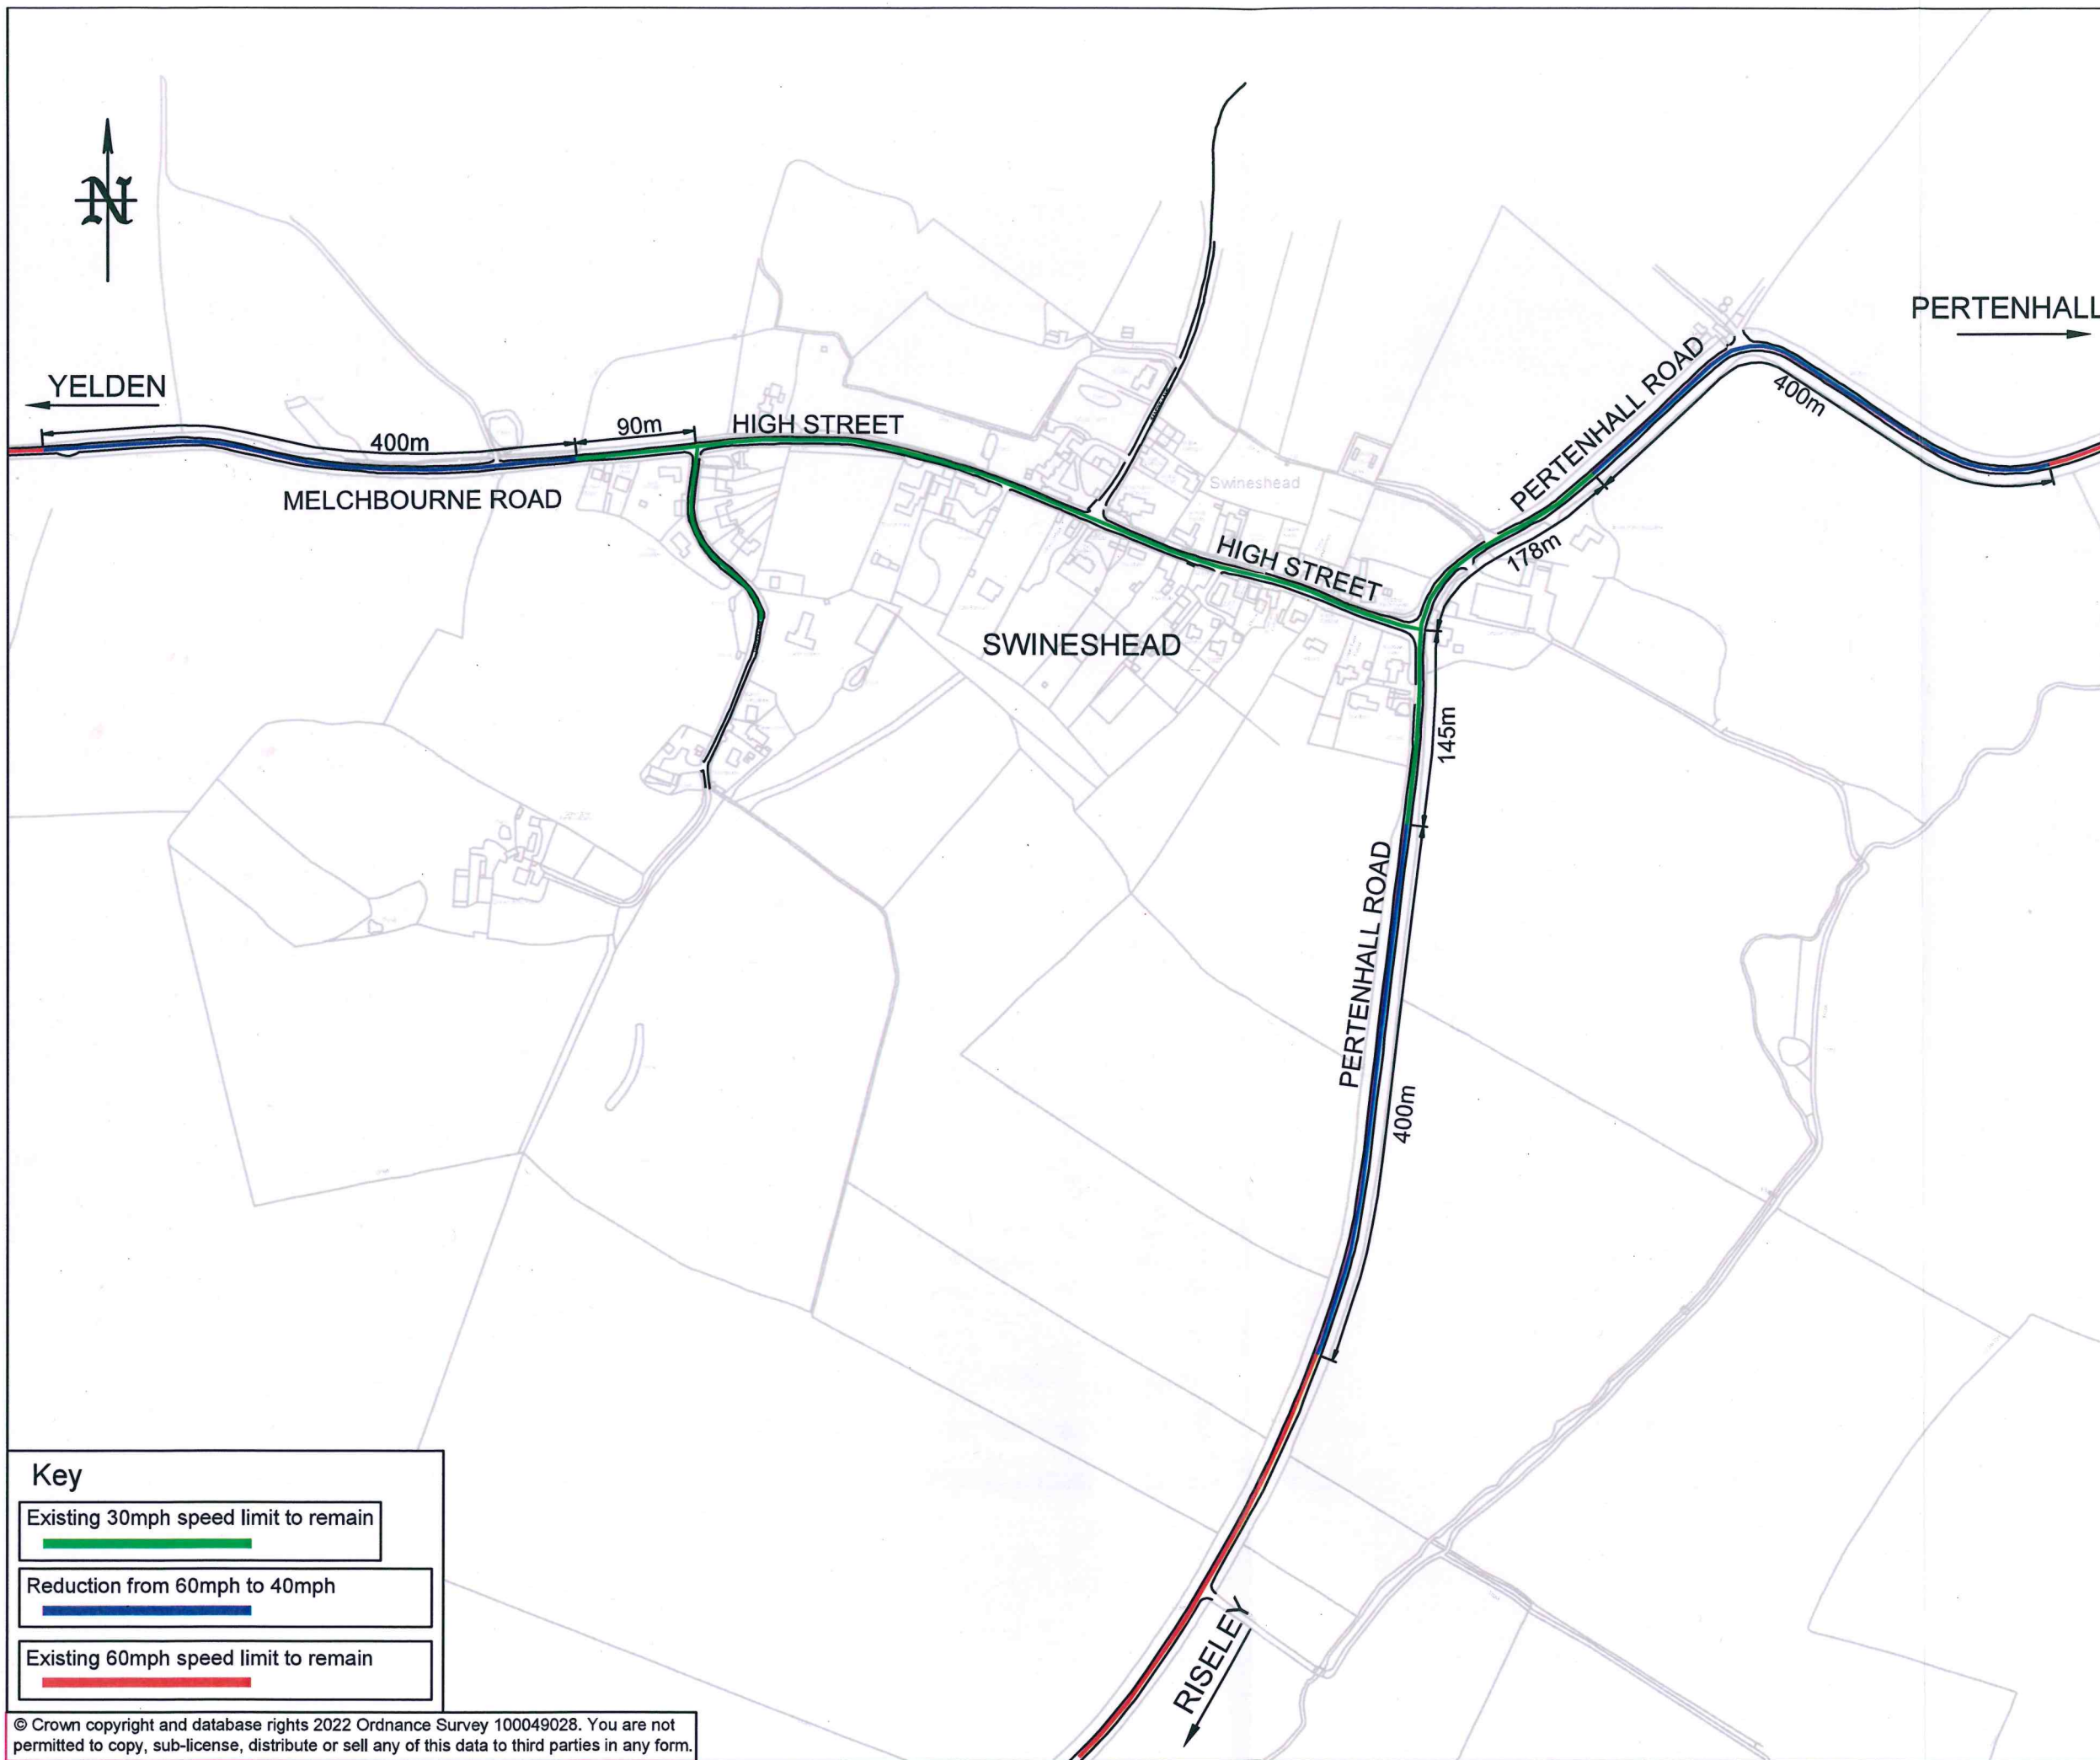 N
PERTENHALL
YELDEN
400m
90m
HIGH STREET
MELCHBOURNE ROAD
PERTENHALL ROAD
400m
Swineshead
HIGH STREET
178m
SWINESHEAD
145m
PERTENHALL ROAD
400m
RISELEY
Key
Existing 30mph speed limit to remain
Reduction from 60mph to 40mph
Existing 60mph speed limit to remain
© Crown copyright and database rights 2022 Ordnance Survey 100049028. You are not
permitted to copy, sub-license, distribute or sell any of this data to third parties in any form.